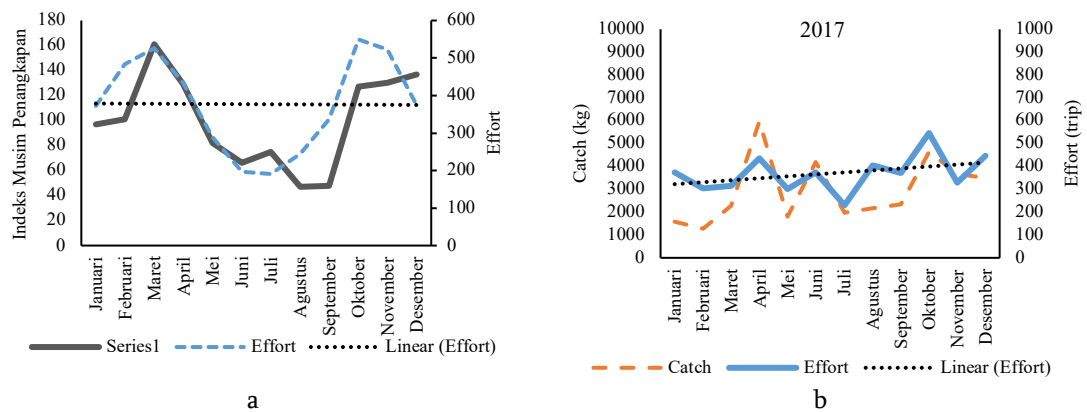 Indeks Musim Penangkapan
180
160
140
120
100
80
60
40
20
0
600
500
400
300
200
100
0
Effort
Januari
Februari
Maret
April
Mei
Juni
Juli
Agustus
September
Oktober
November
Desember
Series1
Effort
Linear (Effort)
a
2017
Catch (kg)
10000
9000
8000
7000
6000
5000
4000
3000
2000
1000
0
1000
900
800
700
600
500
400
300
200
100
0
Effort (trip)
Januari
Februari
Maret
April
Mei
Juni
Juli
Agustus
September
Oktober
November
Desember
Catch
Effort
Linear (Effort)
b